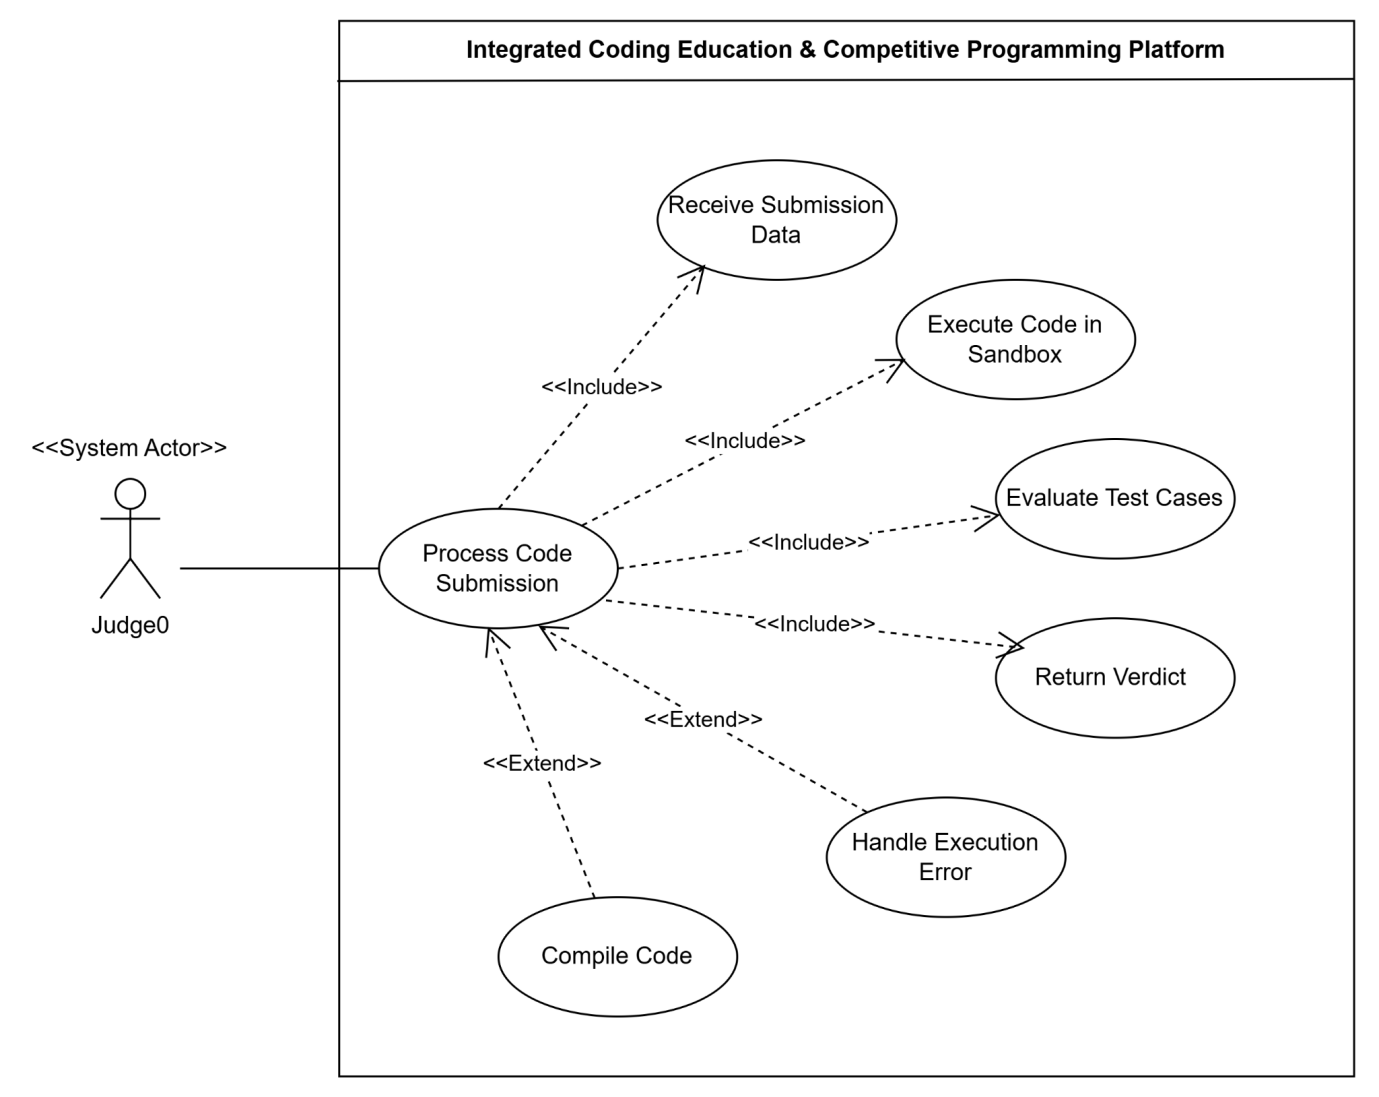 Integrated Coding Education & Competitive Programming Platform
Receive Submission
Data
Execute Code in
Sandbox
<<Include>>
<<Include>>
<<System Actor>>
Evaluate Test Cases
<<Include>>
Process Code
Submission
Judge0
<<Include>>
Return Verdict
<<Extend>>
<<Extend>>
Handle Execution
Error
Compile Code